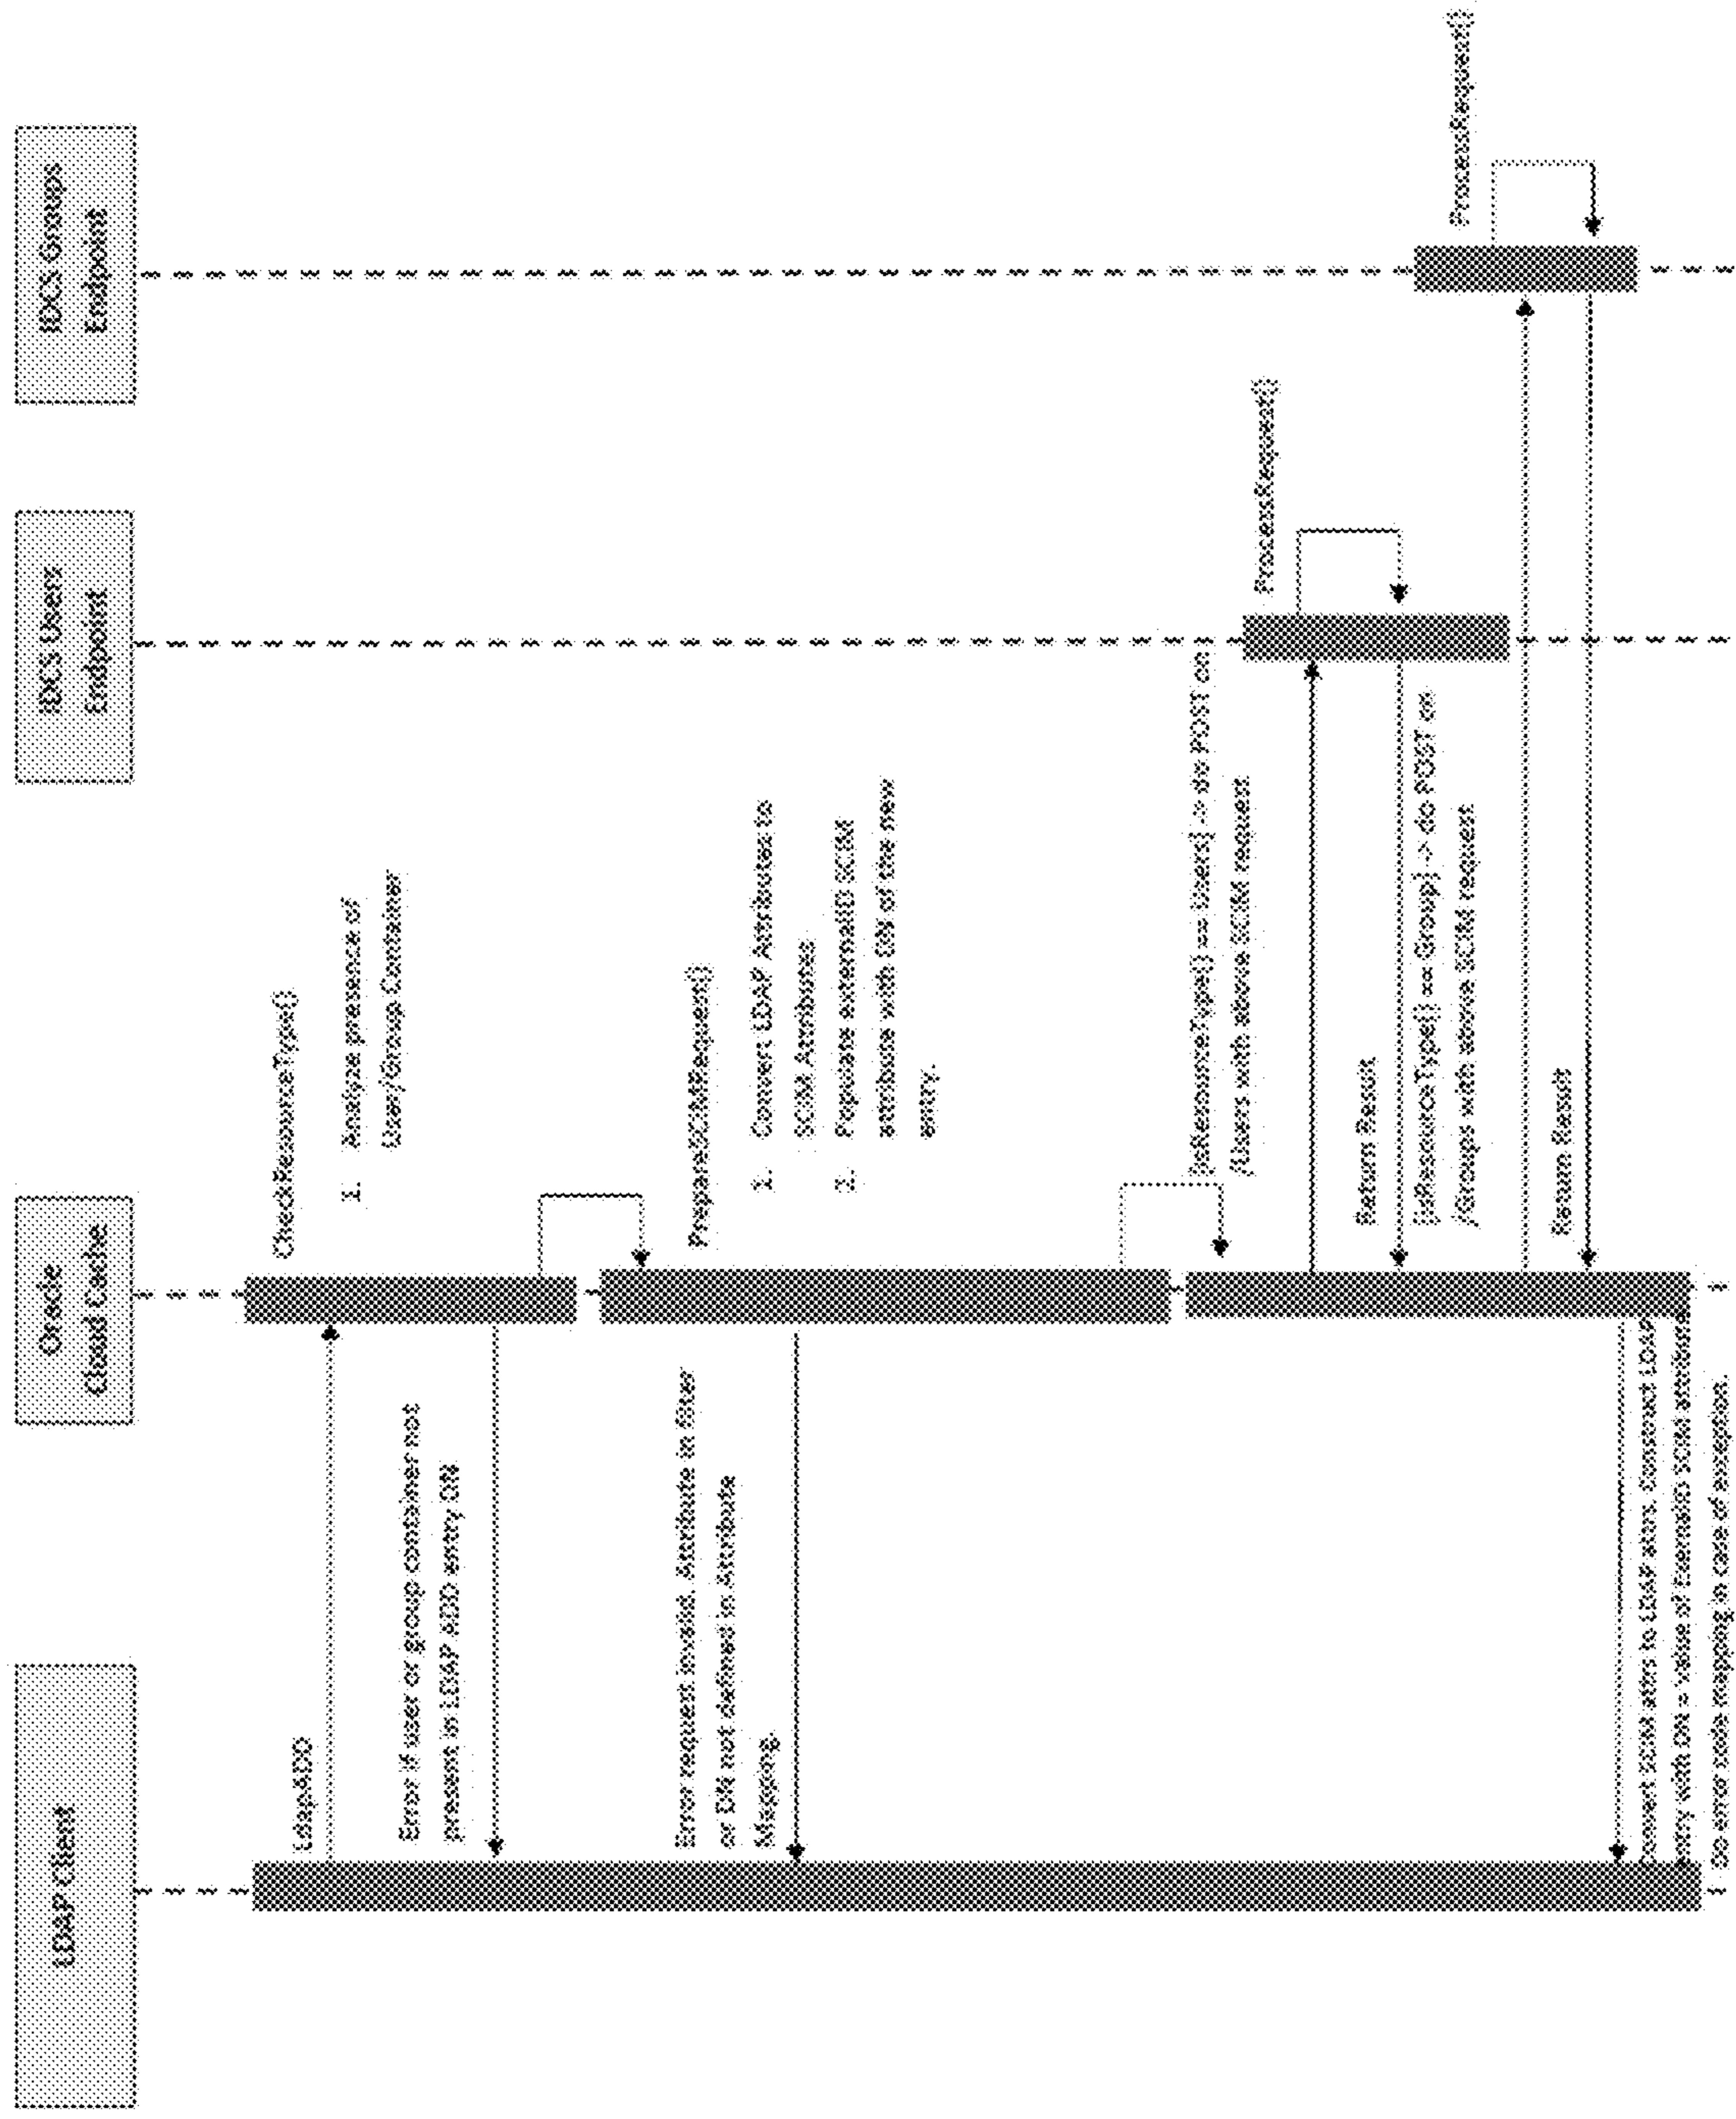 LDAP Client
Oracle
Cloud Cache
IDCS Users
Endpoint
IDCS Groups
Endpoint
LdapADD
CheckResourceType()
1. Analyze presence of
User/Group Container
Error if user or group container not
present in LDAP ADD entry DN
PrepareSCIMRequest()
1. Convert LDAP Attributes to
SCIM Attributes
2. Populate externalID SCIM
attribute with DN of the new
entry.
Error request invalid. Attribute in filter
or DN not defined in Attribute
Mapping
[isResourceType() == Users] -> do POST on
/Users with above SCIM request
ProcessRequest()
Return Result
[isResourceType() == Group] -> do POST on
/Groups with above SCIM request
ProcessRequest()
Return Result
Convert scim attrs to LDAP attrs. Construct LDAP
entry with DN = value of ExternalID SCIM attribute
Do error code mapping in case of exception.